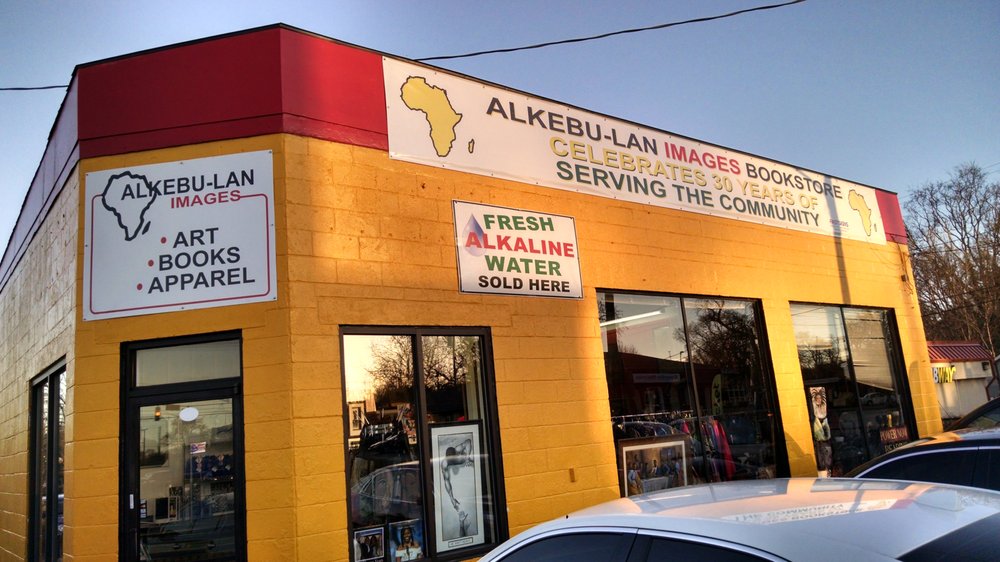 ALKEBU-LAN
IMAGES
• ART
• BOOKS
• APPAREL
FRESH
ALKALINE
WATER
SOLD HERE
ALKEBU-LAN IMAGES BOOKSTORE
CELEBRATES 30 YEARS OF
SERVING THE COMMUNITY